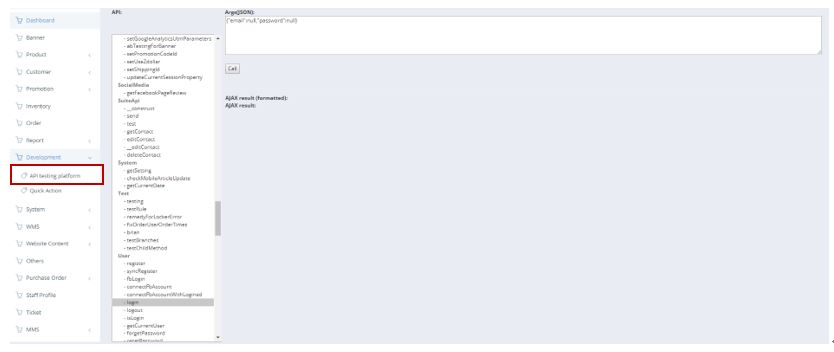 Dashboard
Banner
Product
Customer
Promotion
Inventory
Order
Report
Development
API testing platform
Quick Action
System
WMS
Website Content
Others
Purchase Order
Staff Profile
Ticket
MMS
API:
- setGoogleAnalyticsUtmParameters
- abTestingForBanner
- setPromotionCodeId
- setUseZdollar
- setShippingId
- updateCurrentSessionProperty
SocialMedia
- getFacebookPageReview
SuiteApi
- __construct
- send
- test
- getContact
- editContact
- __editContact
- deleteContact
System
- getSetting
- checkMobileArticleUpdate
- getCurrentDate
Test
- testing
- testRule
- remedyForLockerError
- fixOrderUserOrderTimes
- brian
- testBranches
- testChildMethod
User
- register
- syncRegister
- fbLogin
- connectFbAccount
- connectFbAccountWithLogined
- login
- logout
- isLogin
- getCurrentUser
- forgetPassword
- resetPassword
Args(JSON):
{"email":null,"password":null}
Call
AJAX result (formatted):
AJAX result: